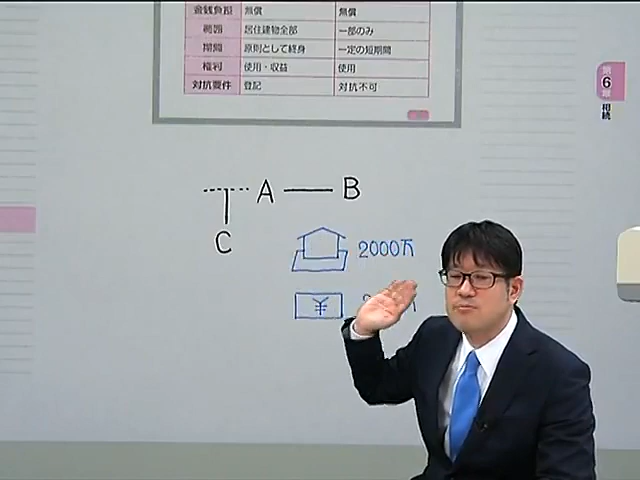 金銭負担 無償 無償
範囲 居住建物全部 一部のみ
期間 原則として終身 一定の短期間
権利 使用・収益 使用
対抗要件 登記 対抗不可
第6章
相続
A B
C
2000万
¥